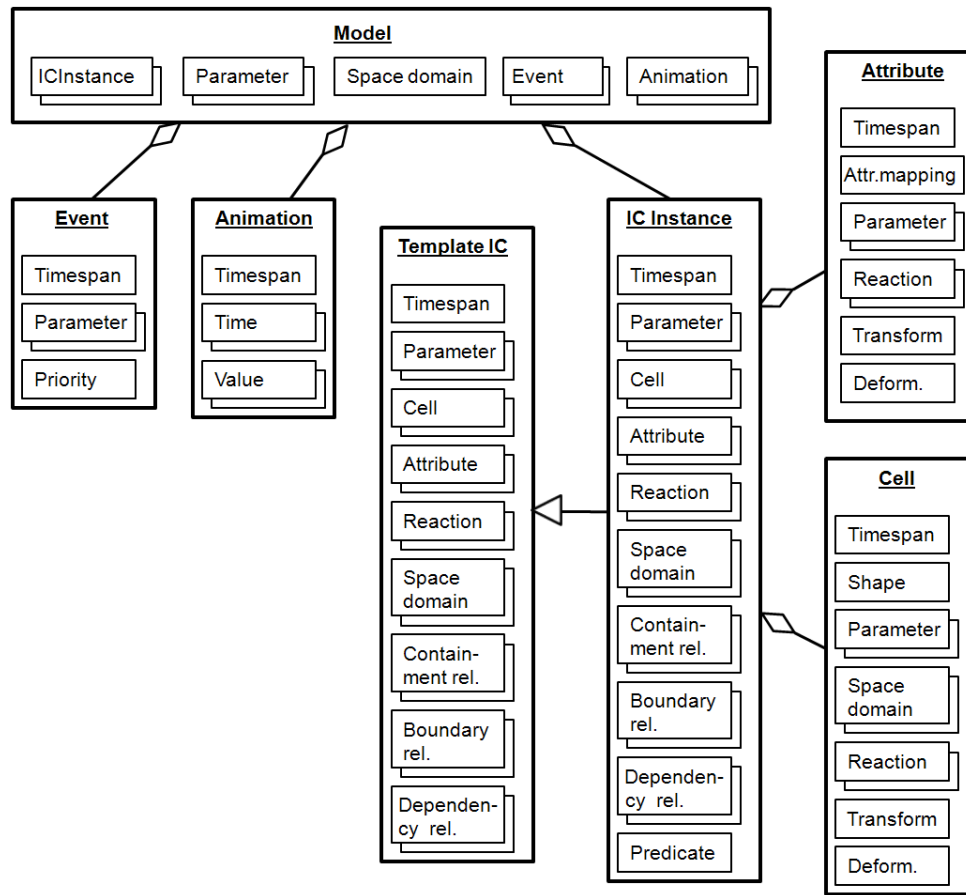 Model
ICInstance
Parameter
Space domain
Event
Animation
Event
Timespan
Parameter
Priority
Animation
Timespan
Time
Value
Template IC
Timespan
Parameter
Cell
Attribute
Reaction
Space
domain
Contain-
ment rel.
Boundary
rel.
Dependen-
cy rel.
IC Instance
Timespan
Parameter
Cell
Attribute
Reaction
Space
domain
Contain-
ment rel.
Boundary
rel.
Dependen-
cy rel.
Predicate
Attribute
Timespan
Attr.mapping
Parameter
Reaction
Transform
Deform.
Cell
Timespan
Shape
Parameter
Space
domain
Reaction
Transform
Deform.